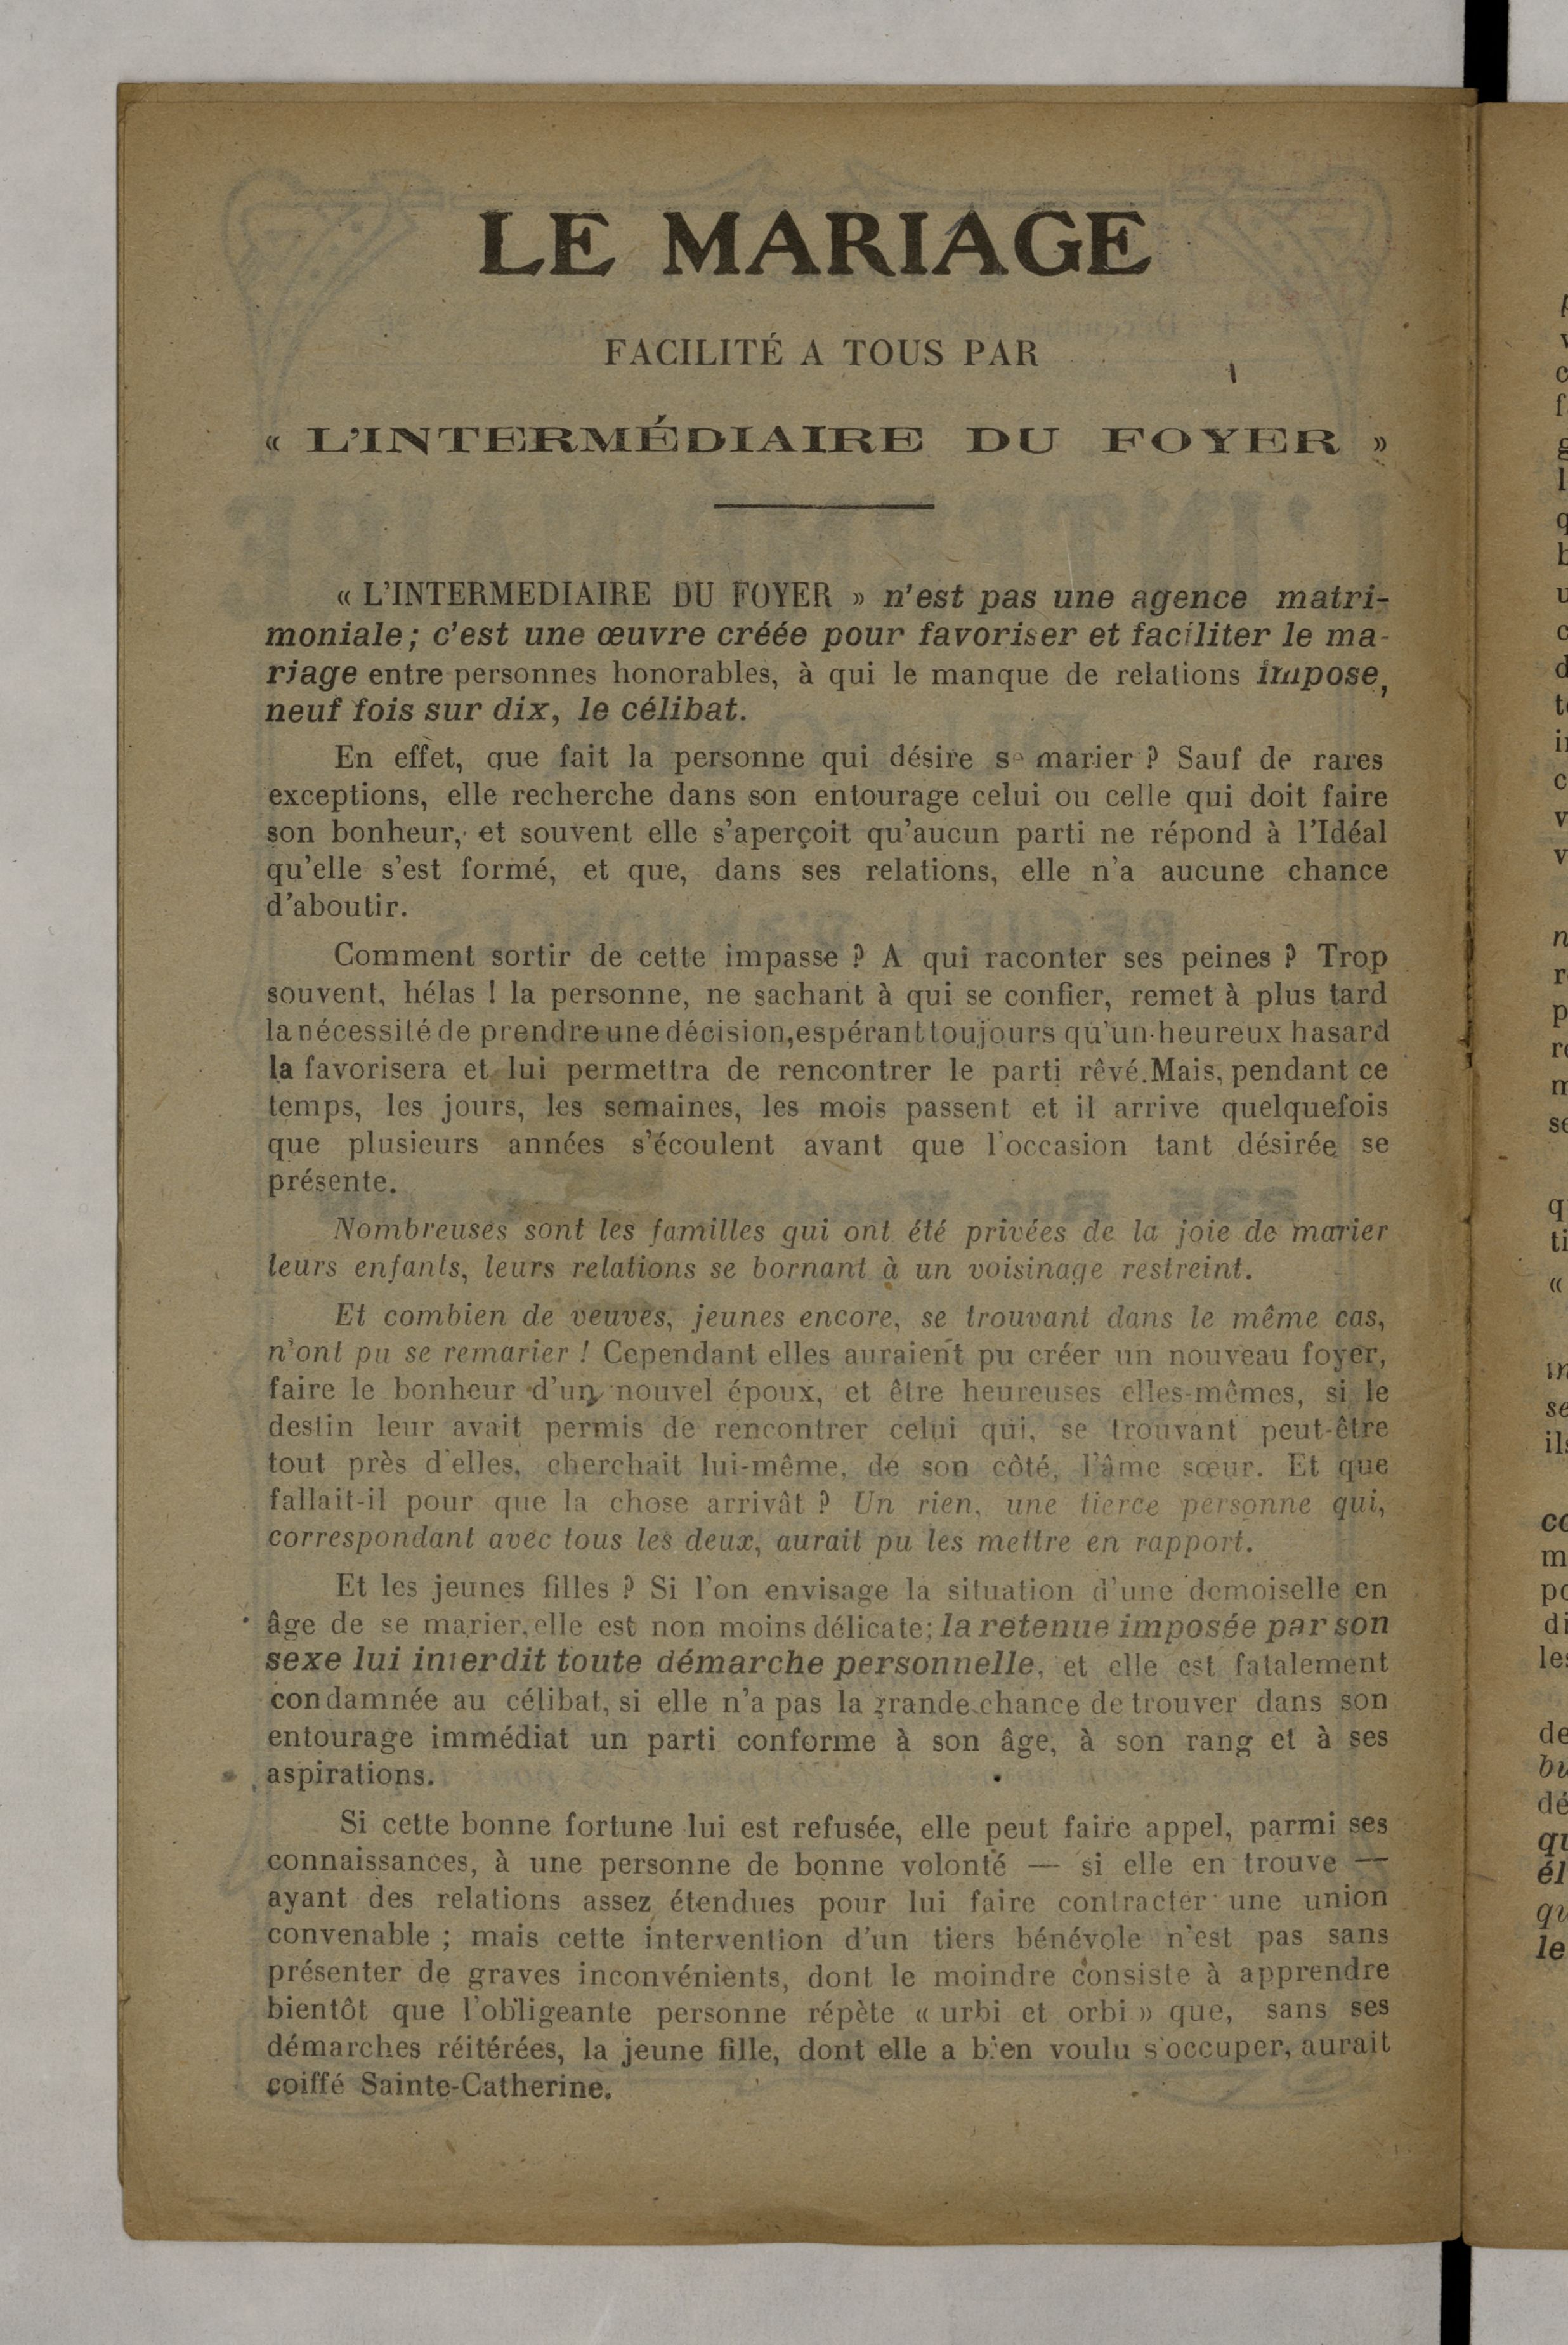 LE MARIAGE
FACILITÉ A TOUS PAR
« L'INTERMÉDIAIRE DU FOYER »
« L'INTERMEDIAIRE DU FOYER » n'est pas une agence matri-
moniale ; c'est une œuvre créée pour favoriser et faciliter le ma-
riage entre personnes honorables, à qui le manque de relations impose,
neuf fois sur dix, le célibat.
En effet, que fait la personne qui désire se marier ? Sauf de rares
exceptions, elle recherche dans son entourage celui ou celle qui doit faire
son bonheur, et souvent elle s'aperçoit qu'aucun parti ne répond à l'Idéal
qu'elle s'est formé, et que, dans ses relations, elle n'a aucune chance
d'aboutir.
Comment sortir de cette impasse ? A qui raconter ses peines ? Trop
souvent, hélas ! la personne, ne sachant à qui se confier, remet à plus tard
la nécessité de prendre une décision, espérant toujours qu'un heureux hasard
la favorisera et lui permettra de rencontrer le parti rêvé. Mais, pendant ce
temps, les jours, les semaines, les mois passent et il arrive quelquefois
que plusieurs années s'écoulent avant que l'occasion tant désirée se
présente.
Nombreuses sont les familles qui ont été privées de la joie de marier
leurs enfants, leurs relations se bornant à un voisinage restreint.
Et combien de veuves, jeunes encore, se trouvant dans le même cas,
n'ont pu se remarier ! Cependant elles auraient pu créer un nouveau foyer,
faire le bonheur d'un nouvel époux, et être heureuses elles-mêmes, si le
destin leur avait permis de rencontrer celui qui, se trouvant peut-être
tout près d'elles, cherchait lui-même, de son côté, l'âme sœur. Et que
fallait-il pour que la chose arrivât ? Un rien, une tierce personne qui,
correspondant avec tous les deux, aurait pu les mettre en rapport.
Et les jeunes filles ? Si l'on envisage la situation d'une demoiselle en
âge de se marier, elle est non moins délicate ; la retenue imposée par son
sexe lui interdit toute démarche personnelle, et elle est fatalement
condamnée au célibat, si elle n'a pas la grande chance de trouver dans son
entourage immédiat un parti conforme à son âge, à son rang et à ses
aspirations.
Si cette bonne fortune lui est refusée, elle peut faire appel, parmi ses
connaissances, à une personne de bonne volonté — si elle en trouve —
ayant des relations assez étendues pour lui faire contracter une union
convenable ; mais cette intervention d'un tiers bénévole n'est pas sans
présenter de graves inconvénients, dont le moindre consiste à apprendre
bientôt que l'obligeante personne répète « urbi et orbi » que, sans ses
démarches réitérées, la jeune fille, dont elle a bien voulu s'occuper, aurait
coiffé Sainte-Catherine.